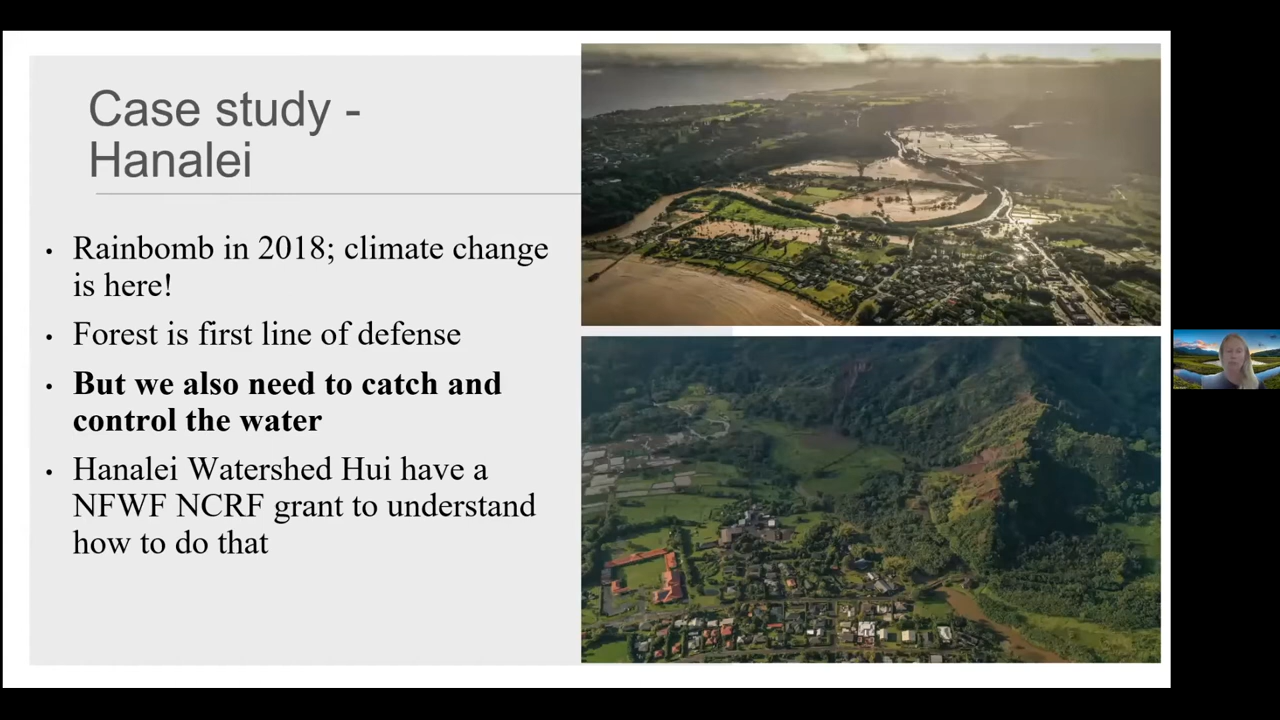 Case study -
Hanalei
• Rainbomb in 2018; climate change
is here!
• Forest is first line of defense
• But we also need to catch and
control the water
• Hanalei Watershed Hui have a
NFWF NCRF grant to understand
how to do that